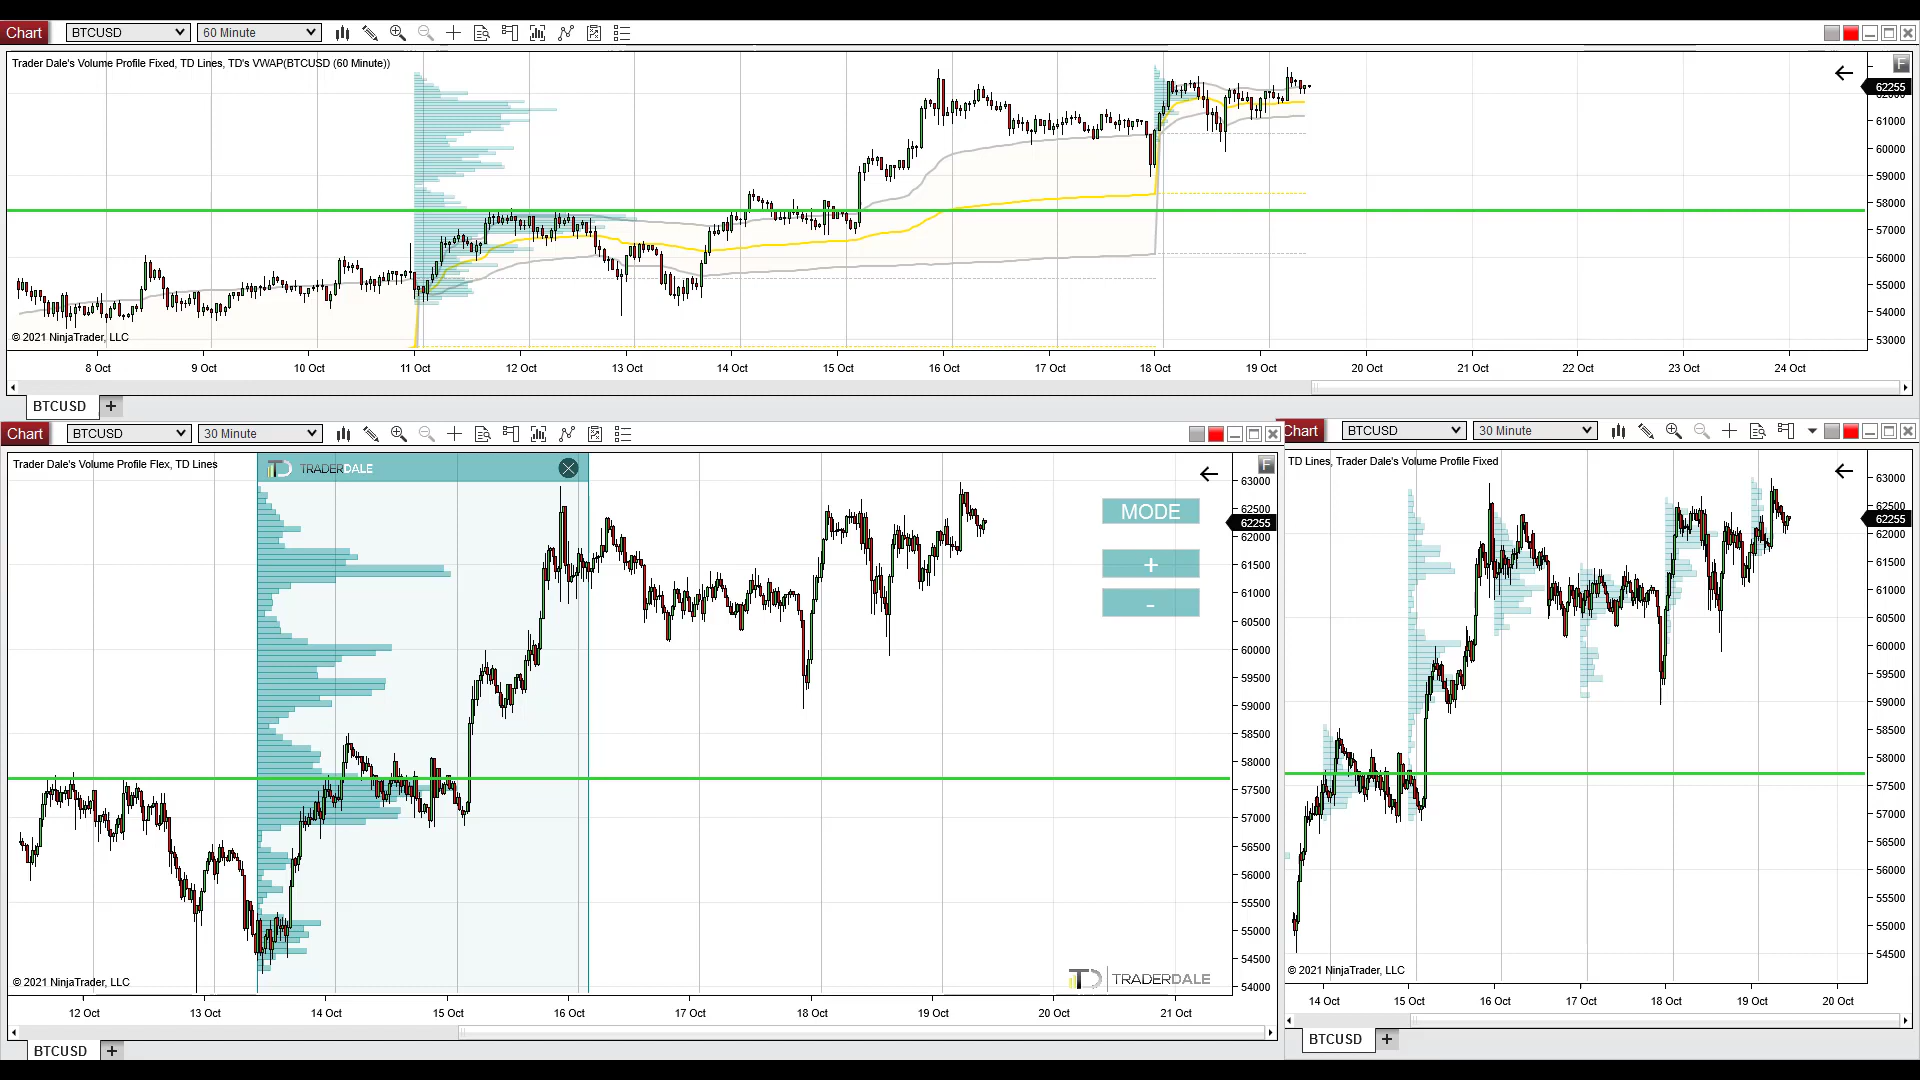 Chart BTCUSD 60 Minute
Trader Dale's Volume Profile Fixed, TD Lines, TD's VWAP(BTCUSD (60 Minute))
F
62255
61000
60000
59000
58000
57000
56000
55000
54000
53000
© 2021 NinjaTrader, LLC
8 Oct 9 Oct 10 Oct 11 Oct 12 Oct 13 Oct 14 Oct 15 Oct 16 Oct 17 Oct 18 Oct 19 Oct 20 Oct 21 Oct 22 Oct 23 Oct 24 Oct
BTCUSD +
Chart BTCUSD 30 Minute
Trader Dale's Volume Profile Flex, TD Lines
TD TRADERDALE
F
MODE
+
-
63000
62500
62255
62000
61500
61000
60500
60000
59500
59000
58500
58000
57500
57000
56500
56000
55500
55000
54500
54000
© 2021 NinjaTrader, LLC
TD TRADERDALE
12 Oct 13 Oct 14 Oct 15 Oct 16 Oct 17 Oct 18 Oct 19 Oct 20 Oct 21 Oct
BTCUSD +
Chart BTCUSD 30 Minute
TD Lines, Trader Dale's Volume Profile Fixed
63000
62500
62255
62000
61500
61000
60500
60000
59500
59000
58500
58000
57500
57000
56500
56000
55500
55000
54500
© 2021 NinjaTrader, LLC
14 Oct 15 Oct 16 Oct 17 Oct 18 Oct 19 Oct 20 Oct
BTCUSD +